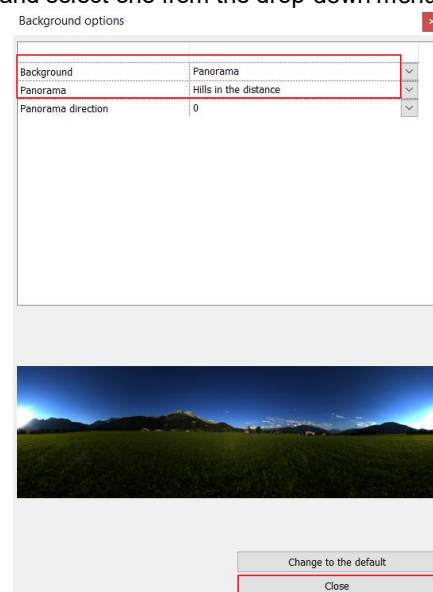 and select one from the drop-down menu
Background options
Background Panorama
Panorama Hills in the distance
Panorama direction 0
Change to the default
Close